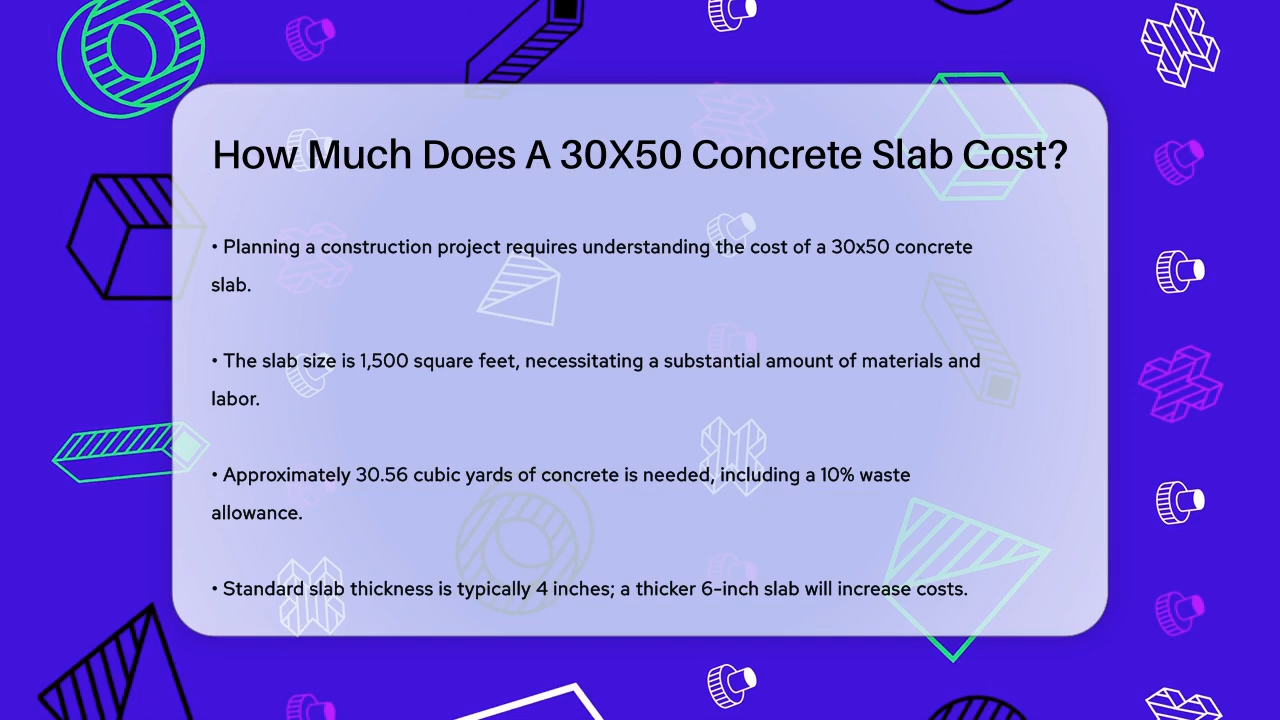 How Much Does A 30X50 Concrete Slab Cost?
• Planning a construction project requires understanding the cost of a 30x50 concrete
slab.
• The slab size is 1,500 square feet, necessitating a substantial amount of materials and
labor.
• Approximately 30.56 cubic yards of concrete is needed, including a 10% waste
allowance.
• Standard slab thickness is typically 4 inches; a thicker 6-inch slab will increase costs.